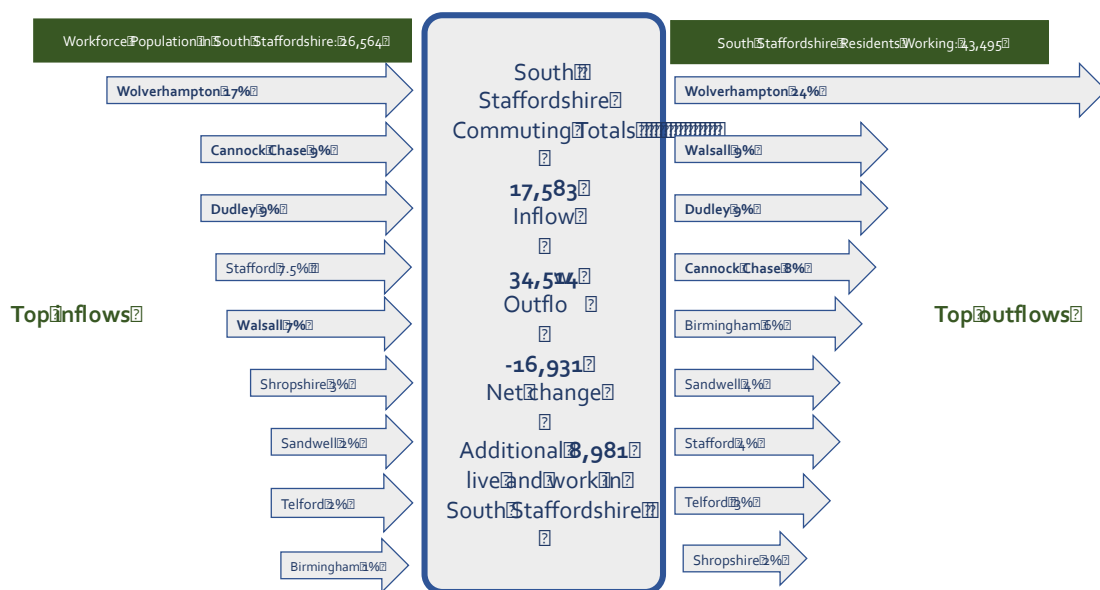 Workforce Population in South Staffordshire: 26,564
Wolverhampton 17%
Cannock Chase 9%
Dudley 9%
Stafford 7.5%
Walsall 7%
Shropshire 3%
Sandwell 2%
Telford 2%
Birmingham 1%
Top inflows
South
Staffordshire
Commuting Totals
17,583
Inflow
34,514
Outflo
-16,931
Net change
Additional 8,981
live and work in
South Staffordshire
South Staffordshire Residents Working: 43,495
Wolverhampton 24%
Walsall 9%
Dudley 9%
Cannock Chase 8%
Birmingham 6%
Sandwell 4%
Stafford 4%
Telford 3%
Shropshire 2%
Top outflows